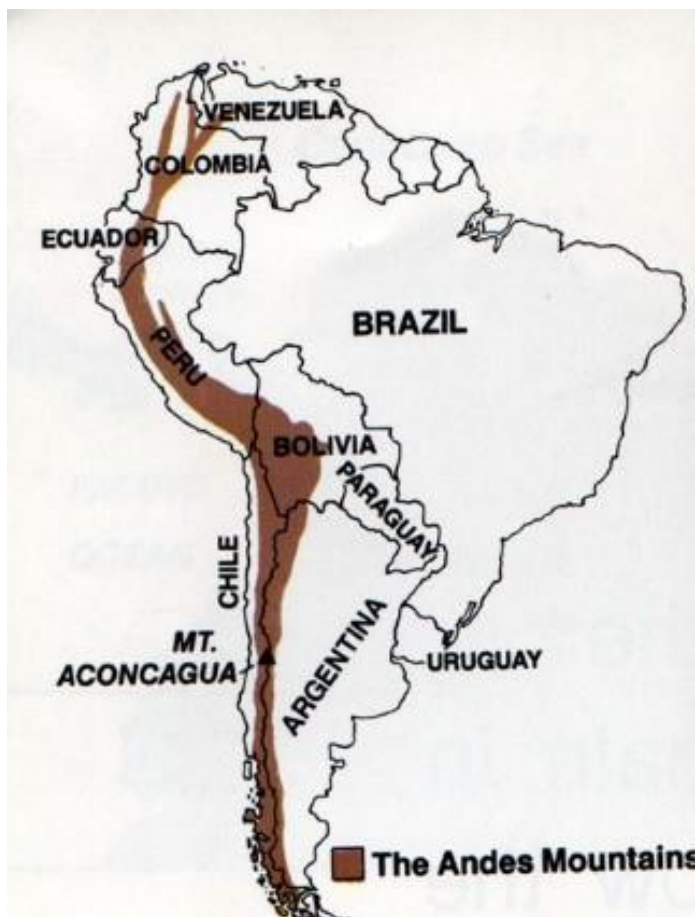 VENEZUELA
COLOMBIA
ECUADOR
BRAZIL
PERU
BOLIVIA
PARAGUAY
CHILE
ARGENTINA
MT.
ACONCAGUA
URUGUAY
The Andes Mountains